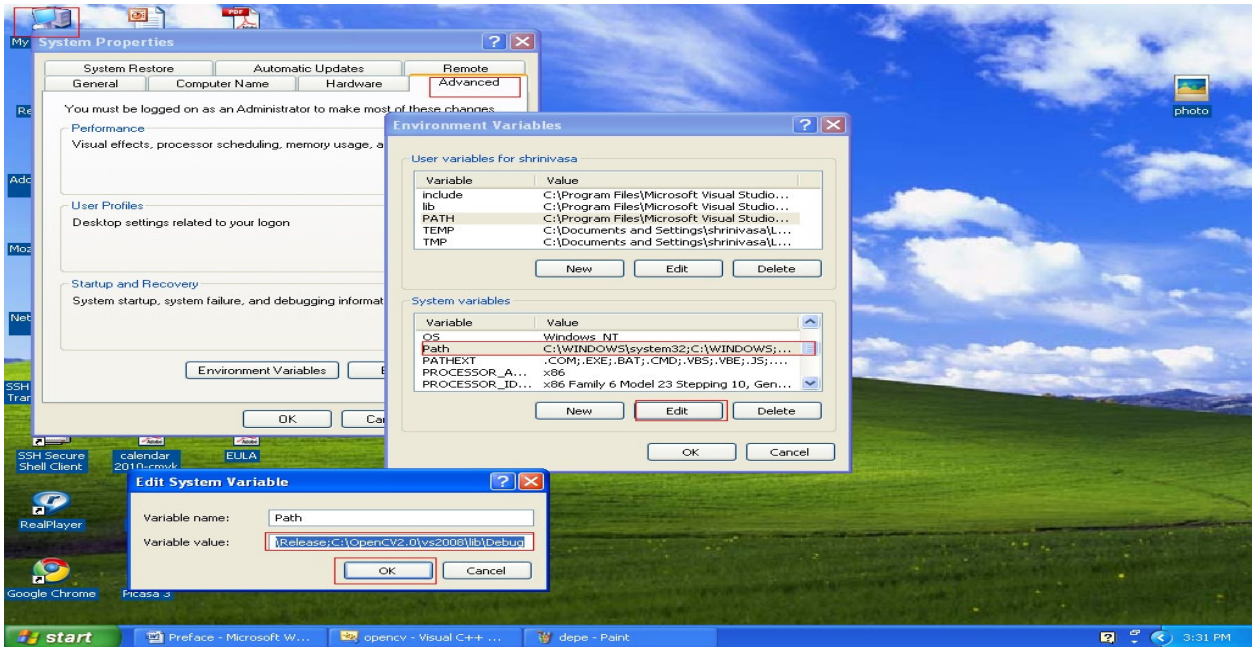 My
System Properties
System Restore
Automatic Updates
Remote
General
Computer Name
Hardware
Advanced
You must be logged on as an Administrator to make most of these changes.
Performance
Visual effects, processor scheduling, memory usage, a
User Profiles
Desktop settings related to your logon
Startup and Recovery
System startup, system failure, and debugging informat
Environment Variables
OK
Environment Variables
User variables for shrinivasa
Variable Value
include C:\Program Files\Microsoft Visual Studio...
lib C:\Program Files\Microsoft Visual Studio...
PATH C:\Program Files\Microsoft Visual Studio...
TEMP C:\Documents and Settings\shrinivasa\L...
TMP C:\Documents and Settings\shrinivasa\L...
New Edit Delete
System variables
Variable Value
OS Windows_NT
Path C:\WINDOWS\system32;C:\WINDOWS;...
PATHEXT .COM;.EXE;.BAT;.CMD;.VBS;.VBE;.JS;....
PROCESSOR_A... x86
PROCESSOR_ID... x86 Family 6 Model 23 Stepping 10, Gen...
New Edit Delete
OK Cancel
Edit System Variable
Variable name: Path
Variable value: \Release;C:\OpenCV2.0\vs2008\lib\Debug
OK Cancel
photo
SSH Secure
Shell Client
calendar
2010-cmyk
EULA
RealPlayer
Google Chrome
Picasa 3
start
Preface - Microsoft W...
opencv - Visual C++ ...
depe - Paint
3:31 PM